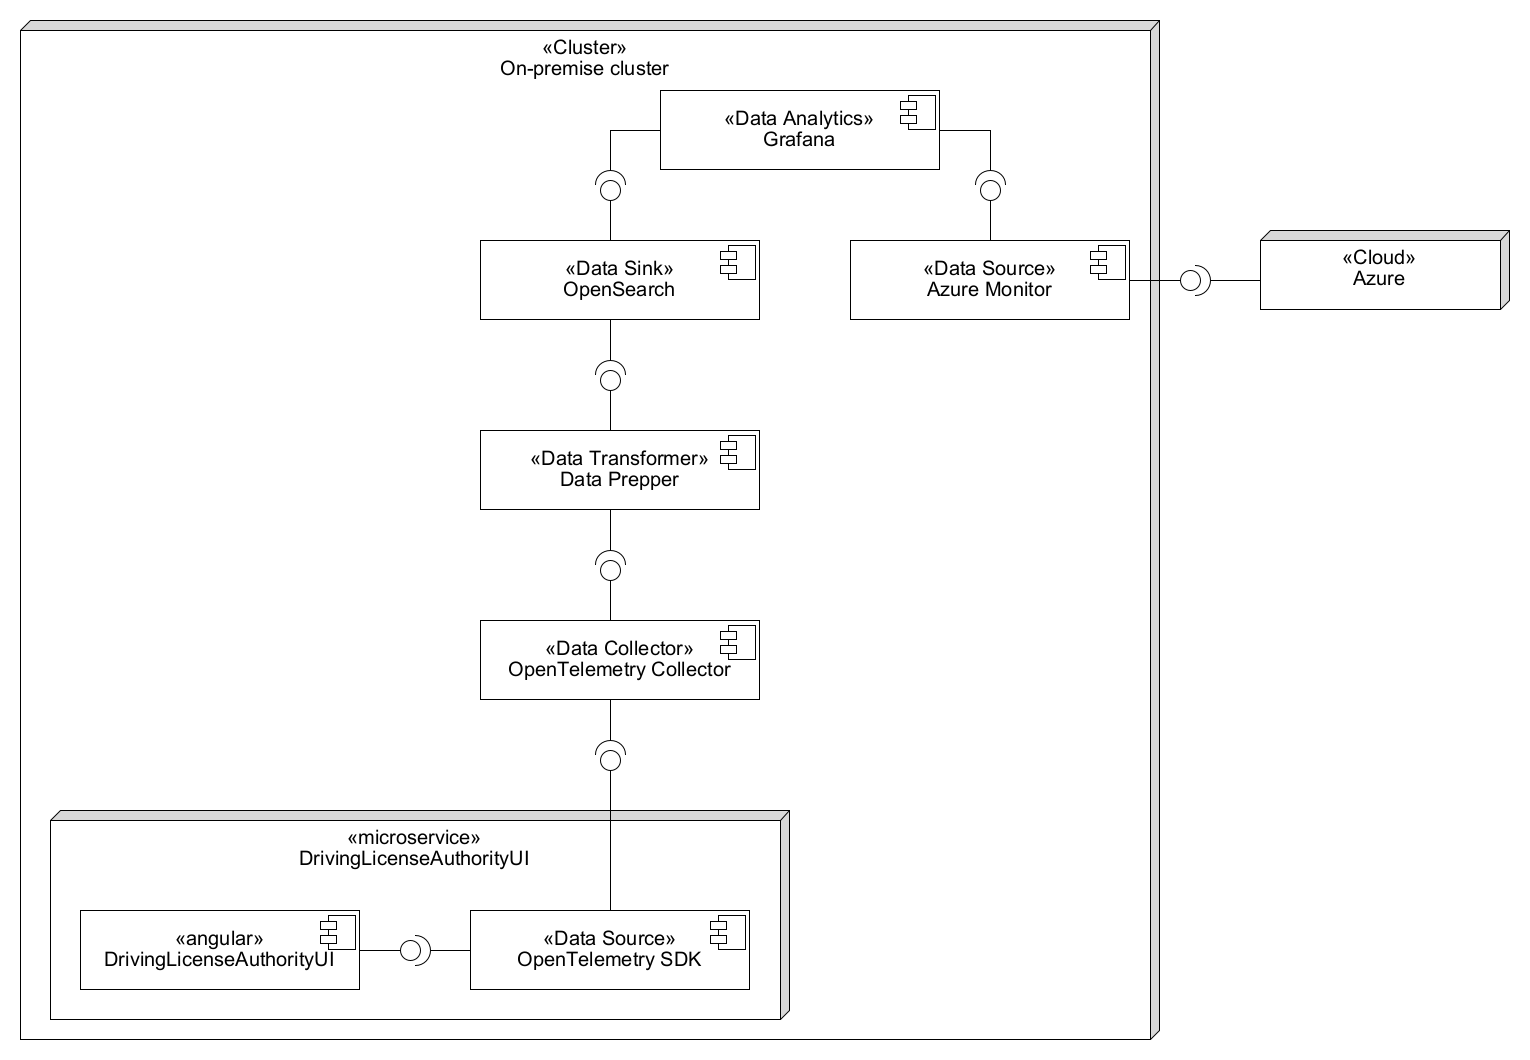 «Cluster»
On-premise cluster
«Data Analytics»
Grafana
«Data Sink»
OpenSearch
«Data Source»
Azure Monitor
«Cloud»
Azure
«Data Transformer»
Data Prepper
«Data Collector»
OpenTelemetry Collector
«microservice»
DrivingLicenseAuthorityUI
«angular»
DrivingLicenseAuthorityUI
«Data Source»
OpenTelemetry SDK